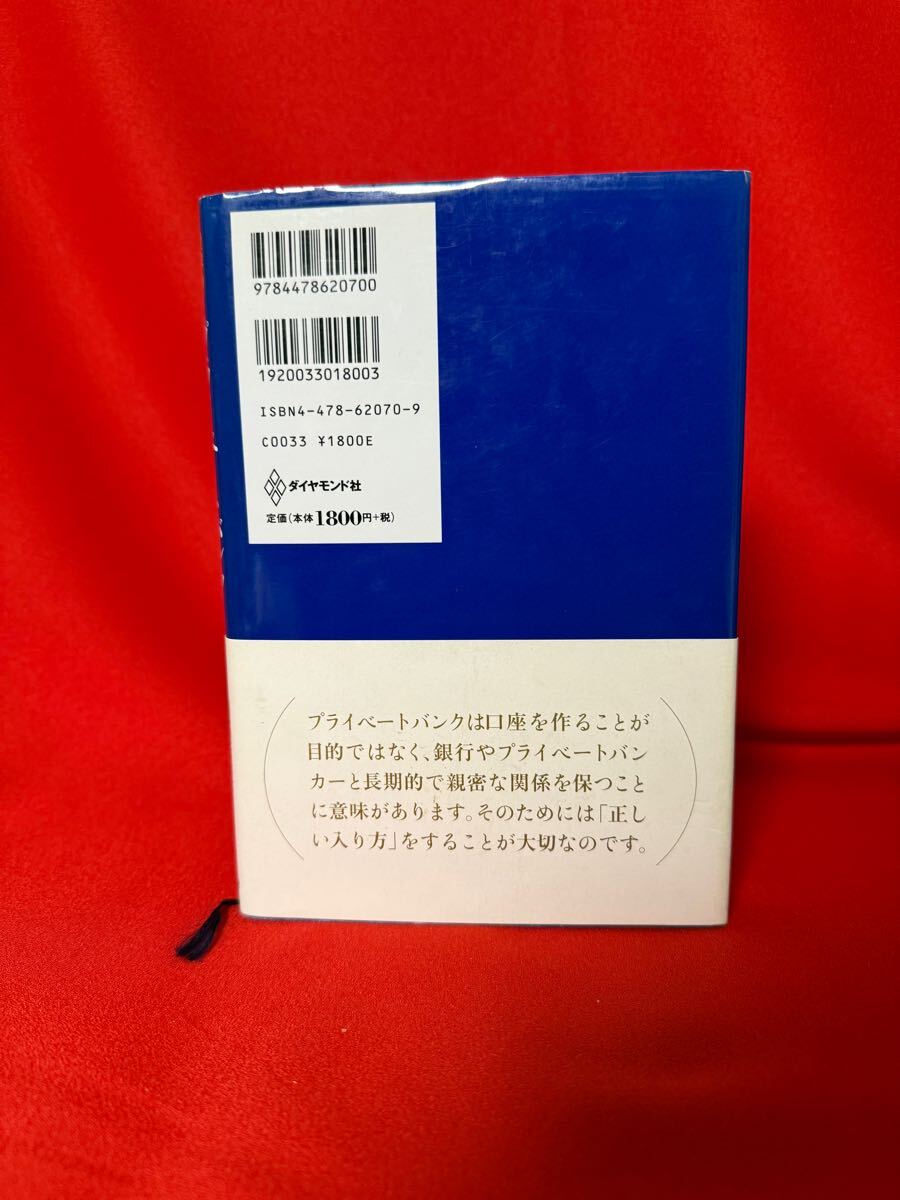 9784478620700
1920033018003
ISBN4-478-62070-9
C0033 ¥1800E
ダイヤモンド社
定価(本体1800円+税)
プライベートバンクは口座を作ることが
目的ではなく、銀行やプライベートバン
カーと長期的で親密な関係を保つこと
に意味があります。そのためには「正し
い入り方」をすることが大切なのです。